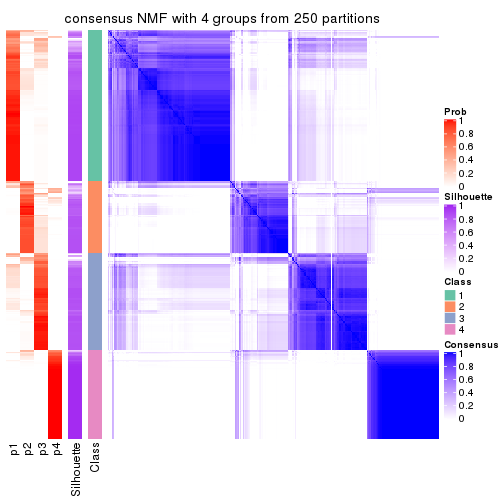 consensus NMF with 4 groups from 250 partitions
Prob
1
0.8
0.6
0.4
0.2
0
Silhouette
1
0.8
0.6
0.4
0.2
0
Class
1
2
3
4
Consensus
1
0.8
0.6
0.4
0.2
0
p1
p2
p3
p4
Silhouette
Class